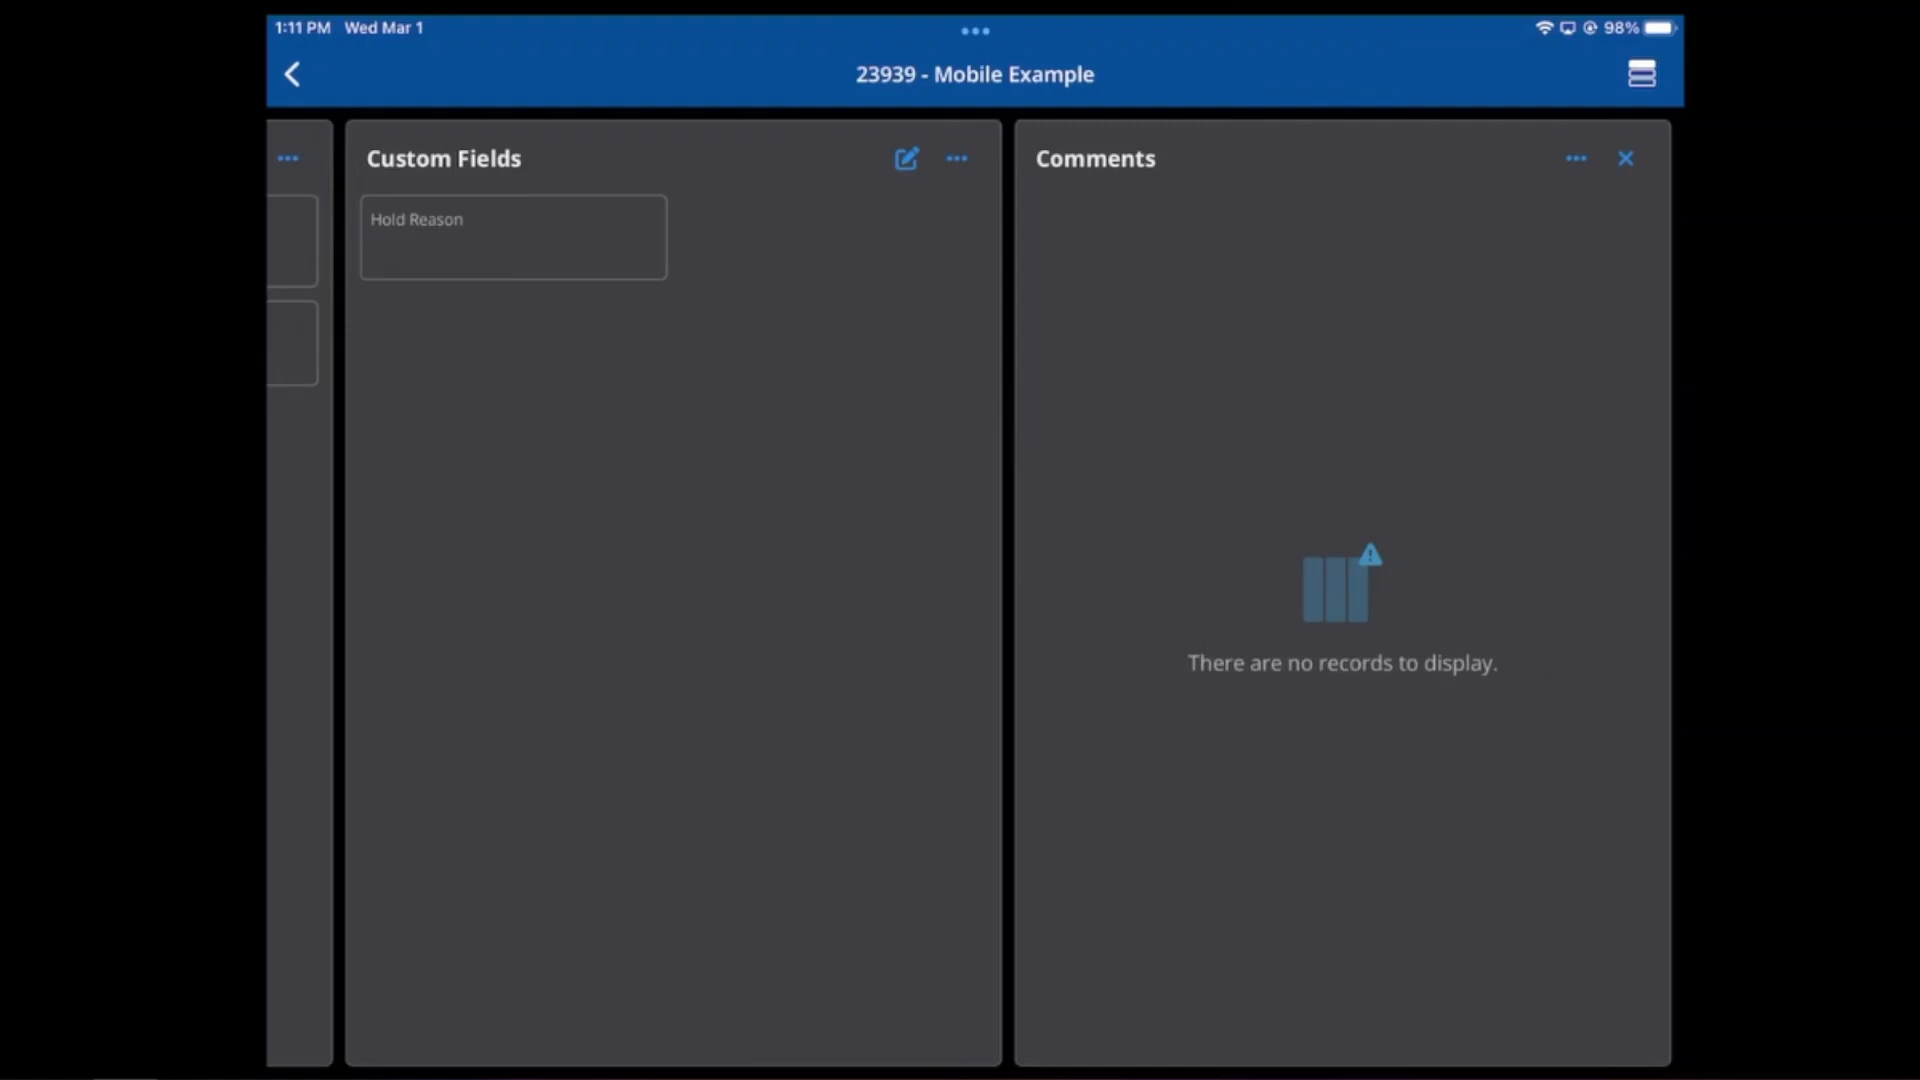 1:11 PM Wed Mar 1
98%
23939 - Mobile Example
Custom Fields
Comments
Hold Reason
There are no records to display.